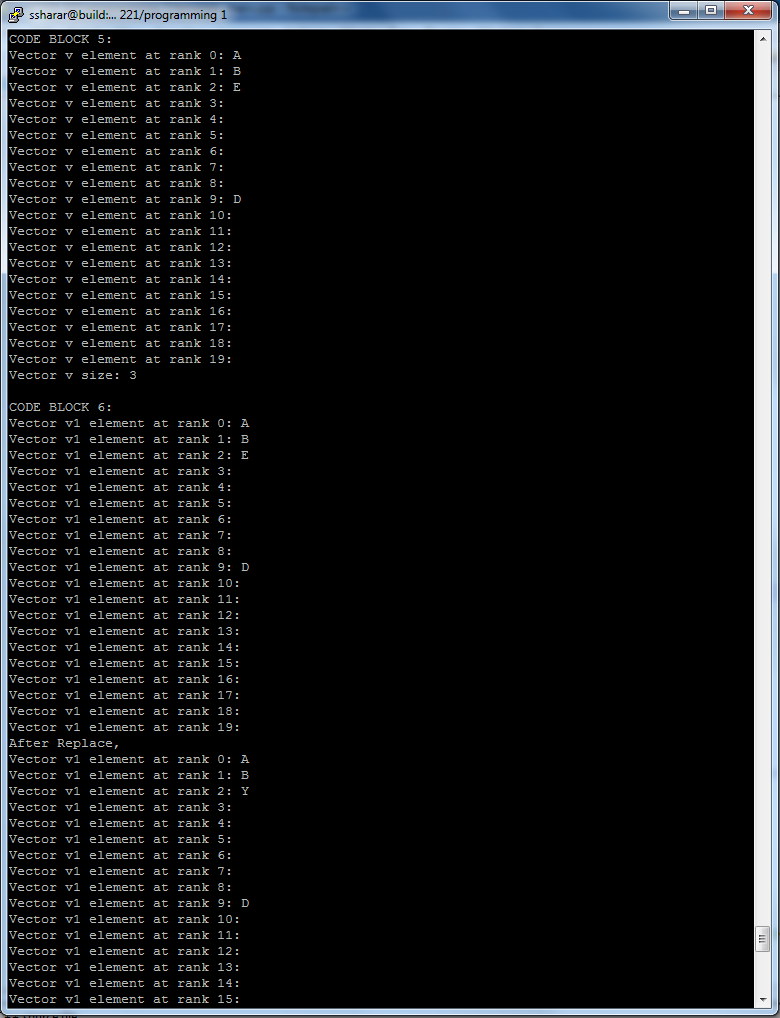 ssharar@build:... 221/programming 1
CODE BLOCK 5:
Vector v element at rank 0: A
Vector v element at rank 1: B
Vector v element at rank 2: E
Vector v element at rank 3:
Vector v element at rank 4:
Vector v element at rank 5:
Vector v element at rank 6:
Vector v element at rank 7:
Vector v element at rank 8:
Vector v element at rank 9: D
Vector v element at rank 10:
Vector v element at rank 11:
Vector v element at rank 12:
Vector v element at rank 13:
Vector v element at rank 14:
Vector v element at rank 15:
Vector v element at rank 16:
Vector v element at rank 17:
Vector v element at rank 18:
Vector v element at rank 19:
Vector v size: 3
CODE BLOCK 6:
Vector v1 element at rank 0: A
Vector v1 element at rank 1: B
Vector v1 element at rank 2: E
Vector v1 element at rank 3:
Vector v1 element at rank 4:
Vector v1 element at rank 5:
Vector v1 element at rank 6:
Vector v1 element at rank 7:
Vector v1 element at rank 8:
Vector v1 element at rank 9: D
Vector v1 element at rank 10:
Vector v1 element at rank 11:
Vector v1 element at rank 12:
Vector v1 element at rank 13:
Vector v1 element at rank 14:
Vector v1 element at rank 15:
Vector v1 element at rank 16:
Vector v1 element at rank 17:
Vector v1 element at rank 18:
Vector v1 element at rank 19:
After Replace,
Vector v1 element at rank 0: A
Vector v1 element at rank 1: B
Vector v1 element at rank 2: Y
Vector v1 element at rank 3:
Vector v1 element at rank 4:
Vector v1 element at rank 5:
Vector v1 element at rank 6:
Vector v1 element at rank 7:
Vector v1 element at rank 8:
Vector v1 element at rank 9: D
Vector v1 element at rank 10:
Vector v1 element at rank 11:
Vector v1 element at rank 12:
Vector v1 element at rank 13:
Vector v1 element at rank 14:
Vector v1 element at rank 15: